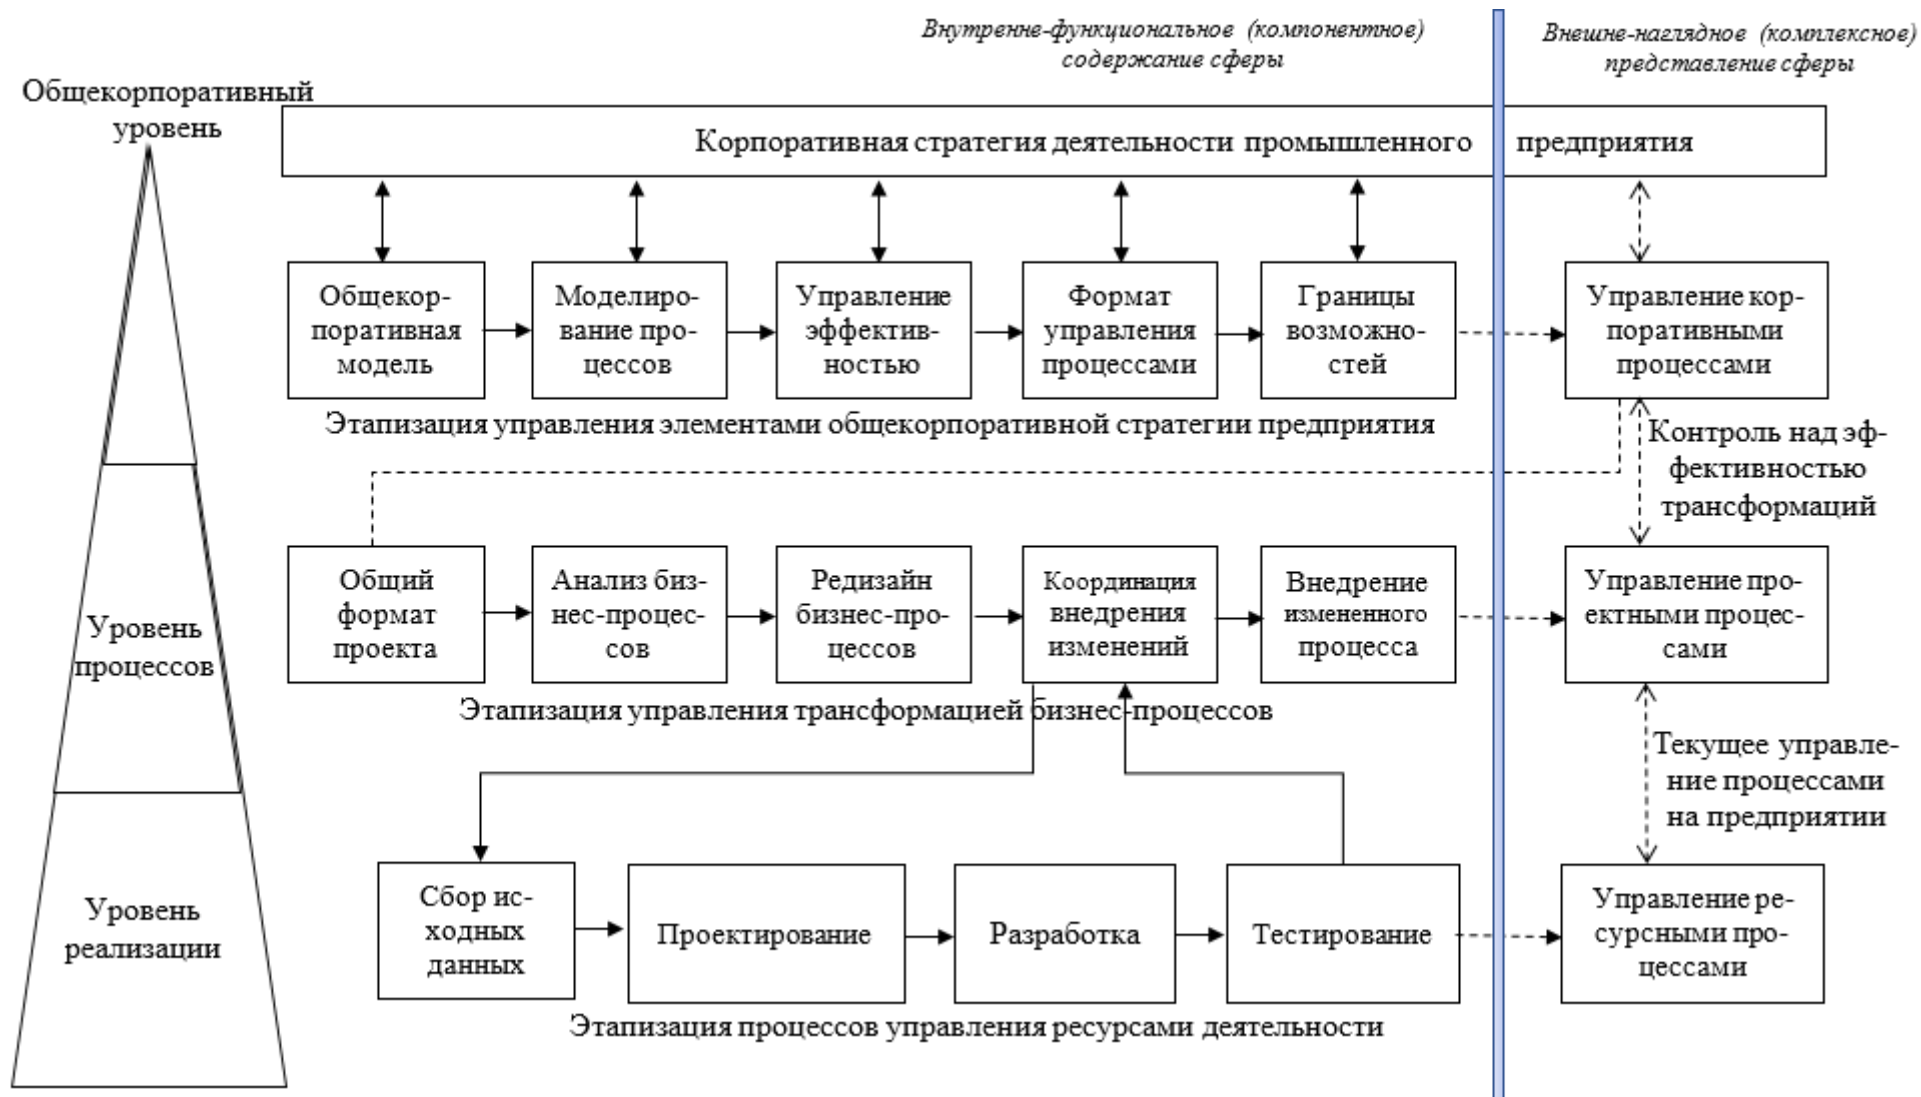 Внутренне-функциональное (компонентное)
содержание сферы
Внешне-наглядное (комплексное)
представление сферы
Общекорпоративный
уровень
Корпоративная стратегия деятельности промышленного предприятия
Общекор-
поративная
модель
Моделиро-
вание про-
цессов
Управление
эффектив-
ностью
Формат
управления
процессами
Границы
возможно-
стей
Управление кор-
поративными
процессами
Этапизация управления элементами общекорпоративной стратегии предприятия
Контроль над эф-
фективностью
трансформаций
Уровень
процессов
Общий
формат
проекта
Анализ биз-
нес-процес-
сов
Редизайн
бизнес-про-
цессов
Координация
внедрения
изменений
Внедрение
измененного
процесса
Управление про-
ектными процес-
сами
Этапизация управления трансформацией бизнес-процессов
Текущее управле-
ние процессами
на предприятии
Уровень
реализации
Сбор ис-
ходных
данных
Проектирование
Разработка
Тестирование
Управление ре-
сурсными про-
цессами
Этапизация процессов управления ресурсами деятельности